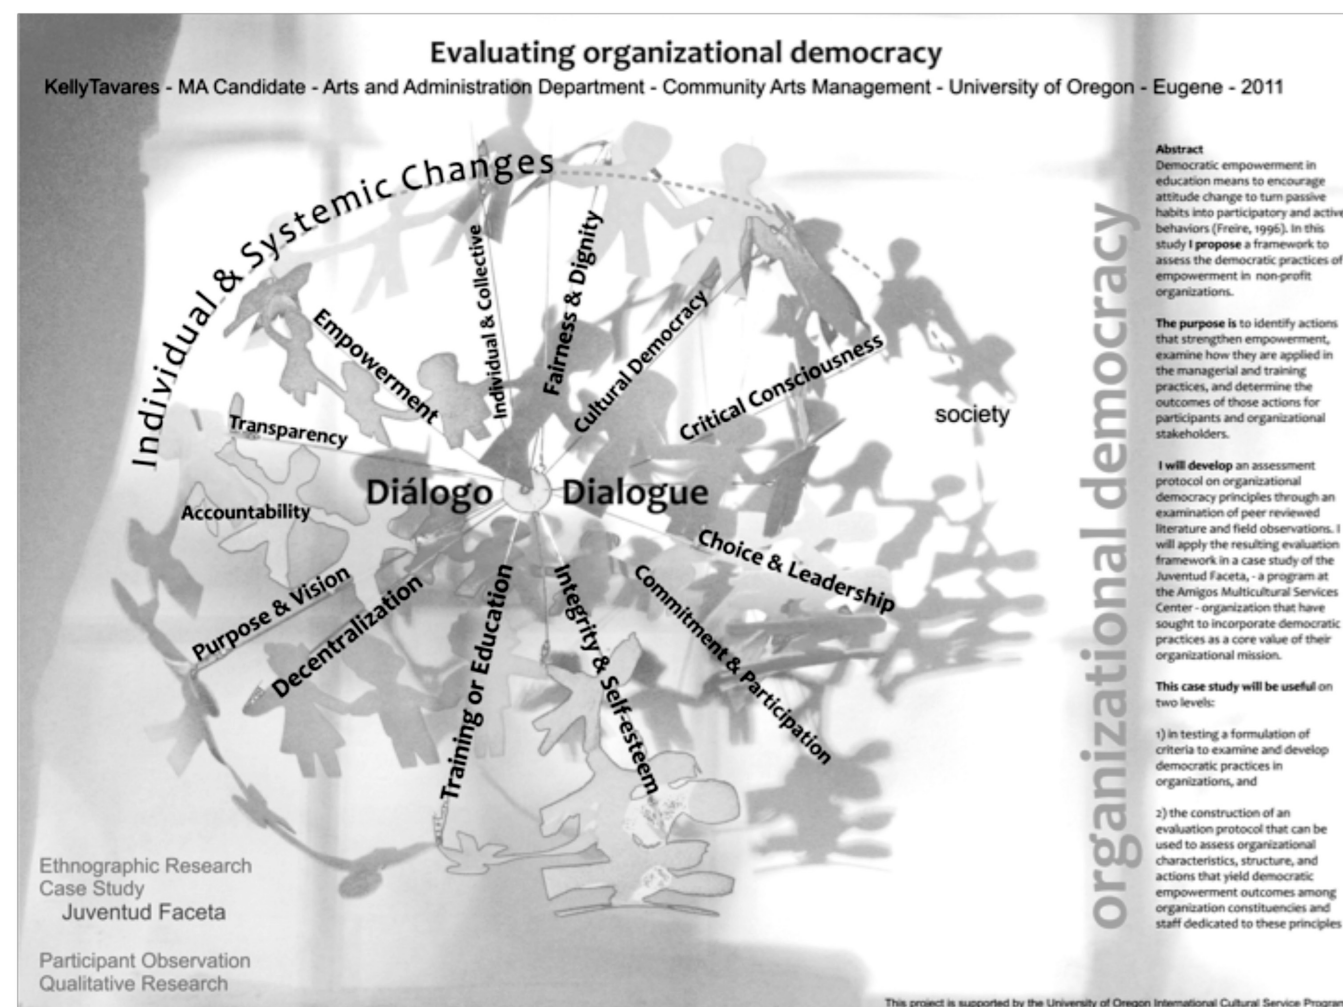 Evaluating organizational democracy
KellyTavares - MA Candidate - Arts and Administration Department - Community Arts Management - University of Oregon - Eugene - 2011
Individual & Systemic Changes
Empowerment
Individual & Collective
Fairness & Dignity
Cultural Democracy
Critical Consciousness
society
Transparency
Diálogo
Dialogue
Accountability
Choice & Leadership
Purpose & Vision
Decentralization
Training or Education
Integrity & Self-esteem
Commitment & Participation
Ethnographic Research
Case Study
Juventud Faceta
Participant Observation
Qualitative Research
organizational democracy
Abstract
Democratic empowerment in
education means to encourage
attitude change to turn passive
habits into participatory and active
behaviors (Freire, 1996). In this
study I propose a framework to
assess the democratic practices of
empowerment in non-profit
organizations.
The purpose is to identify actions
that strengthen empowerment,
examine how they are applied in
the managerial and training
practices, and determine the
outcomes of those actions for
participants and organizational
stakeholders.
I will develop an assessment
protocol on organizational
democracy principles through an
examination of peer reviewed
literature and field observations. I
will apply the resulting evaluation
framework in a case study of the
Juventud Faceta, - a program at
the Amigos Multicultural Services
Center - organization that have
sought to incorporate democratic
practices as a core value of their
organizational mission.
This case study will be useful on
two levels:
1) in testing a formulation of
criteria to examine and develop
democratic practices in
organizations, and
2) the construction of an
evaluation protocol that can be
used to assess organizational
characteristics, structure, and
actions that yield democratic
empowerment outcomes among
organization constituencies and
staff dedicated to these principles
This project is supported by the University of Oregon International Cultural Service Program